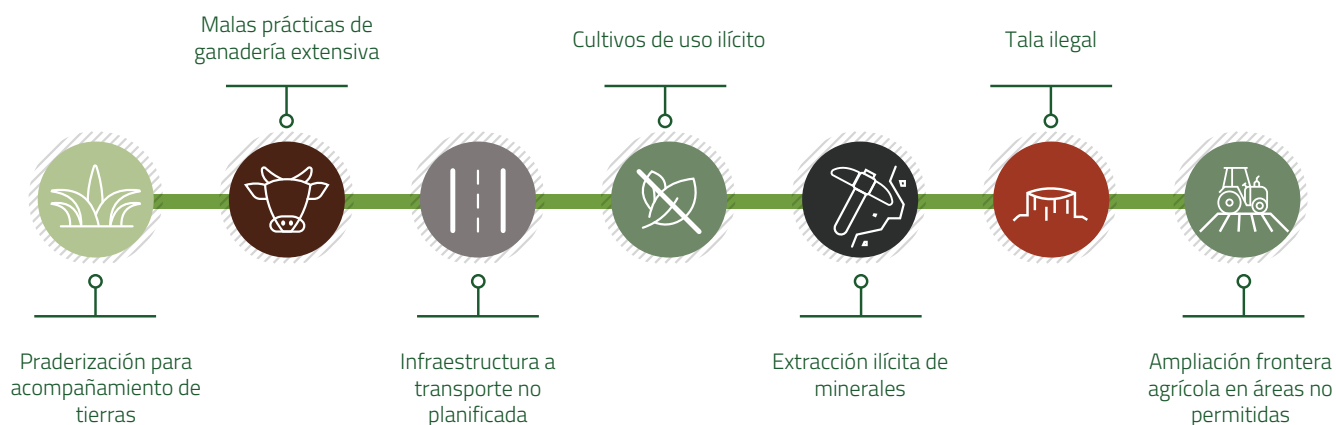 Malas prácticas de
ganadería extensiva
Cultivos de uso ilícito
Tala ilegal
Praderización para
acompañamiento de
tierras
Infraestructura a
transporte no
planificada
Extracción ilícita de
minerales
Ampliación frontera
agrícola en áreas no
permitidas